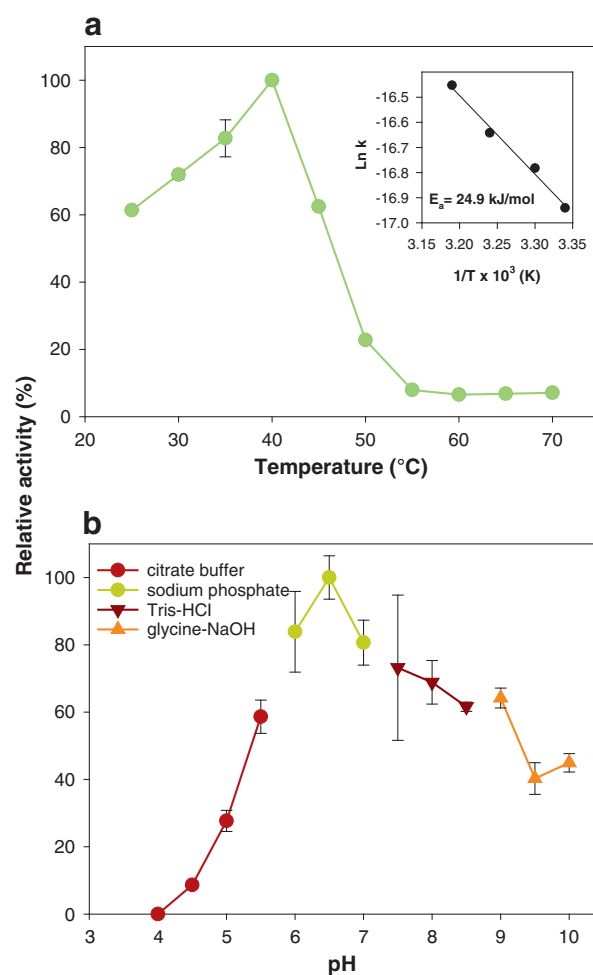 a
100
80
60
40
20
0
20 30 40 50 60 70
Temperature (°C)
-16.5
-16.6
-16.7
-16.8
-16.9
-17.0
Ln k
Eₐ= 24.9 kJ/mol
3.15 3.20 3.25 3.30 3.35
1/T x 10³ (K)
Relative activity (%)
b
citrate buffer
sodium phosphate
Tris-HCl
glycine-NaOH
100
80
60
40
20
0
3 4 5 6 7 8 9 10
pH